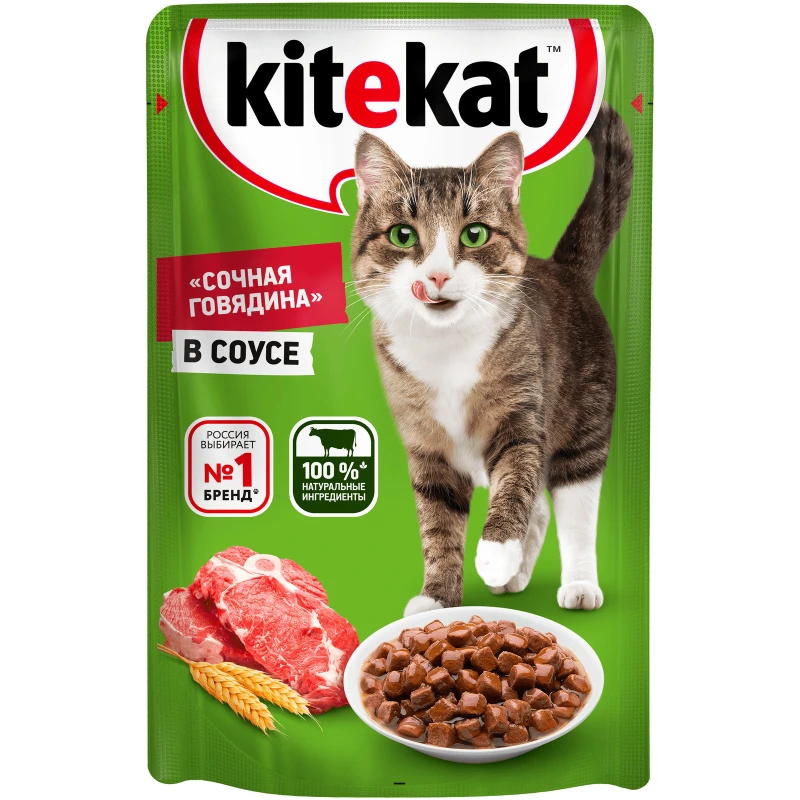 kitekat™
«СОЧНАЯ
ГОВЯДИНА»
В СОУСЕ
РОССИЯ
ВЫБИРАЕТ
№1
БРЕНД
100 %
НАТУРАЛЬНЫЕ
ИНГРЕДИЕНТЫ